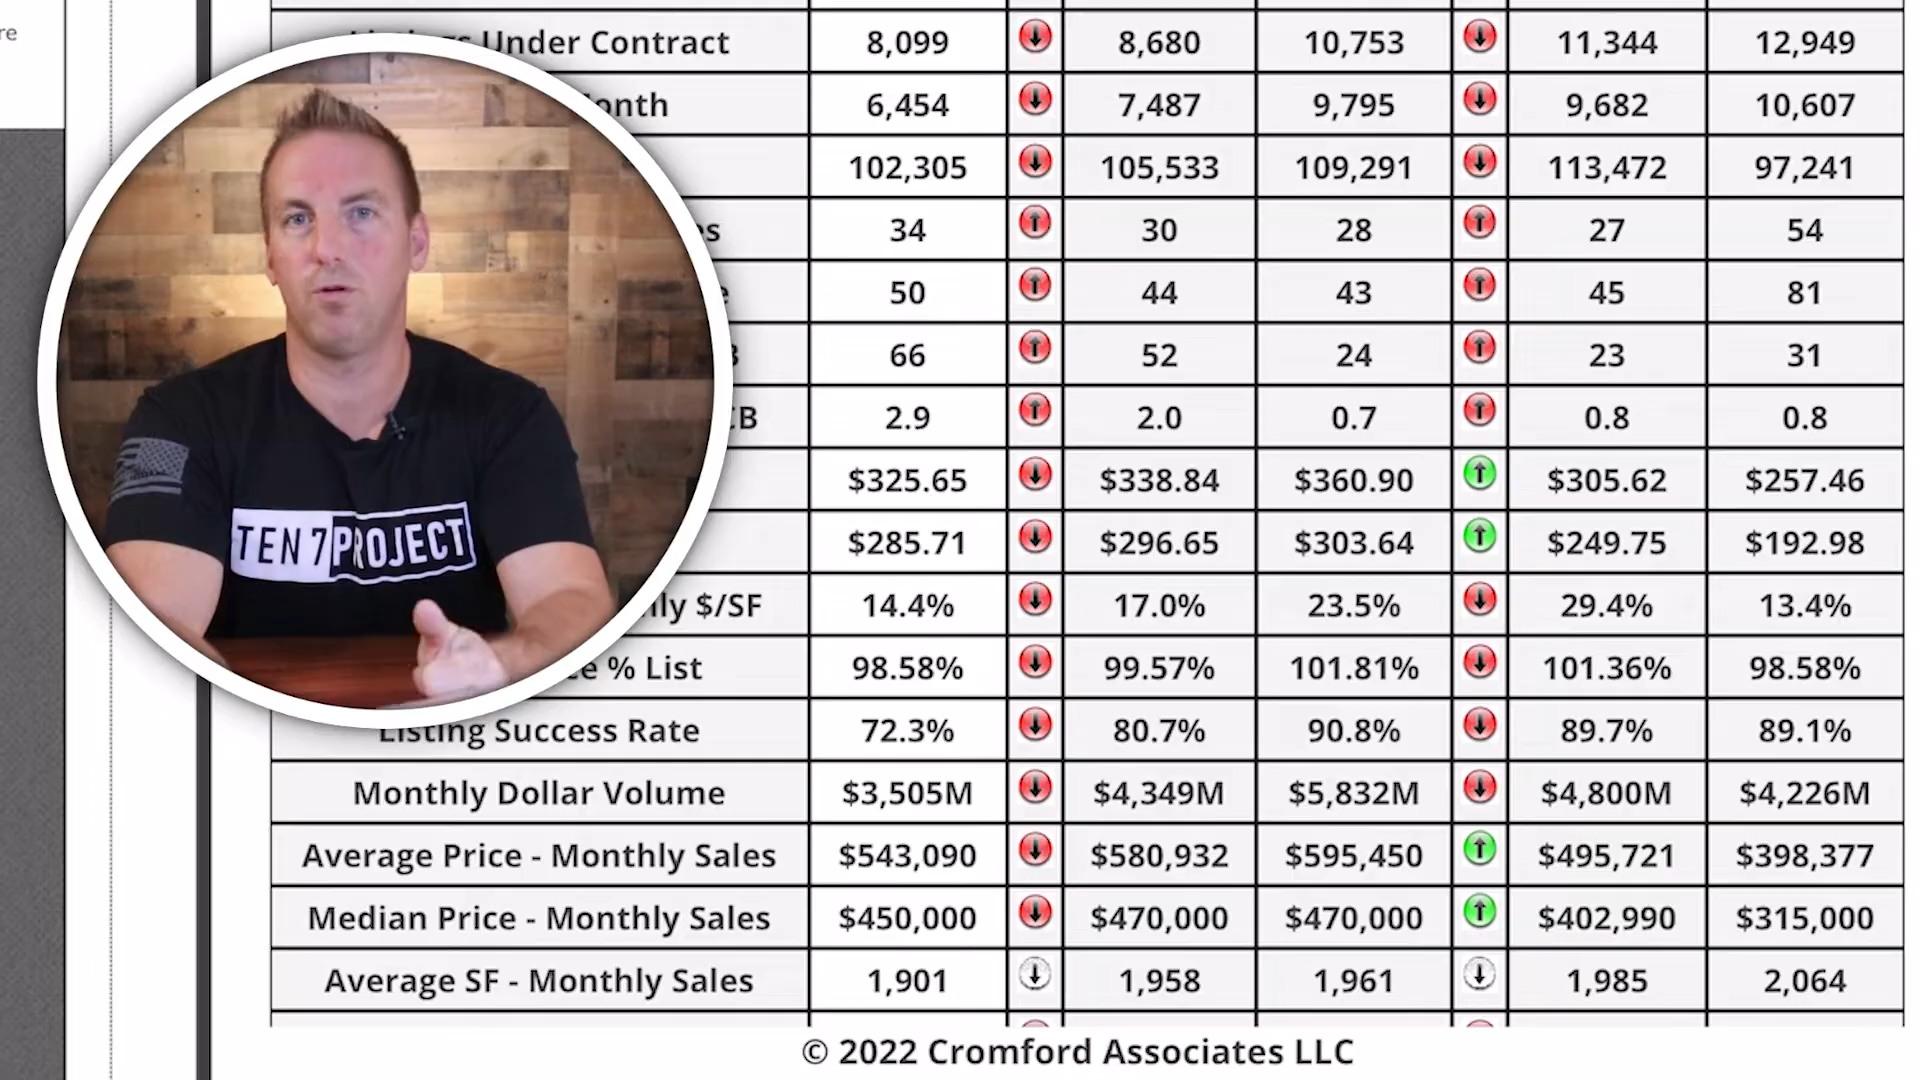 re
Under Contract 8,099 8,680 10,753 11,344 12,949
6,454 7,487 9,795 9,682 10,607
102,305 105,533 109,291 113,472 97,241
34 30 28 27 54
50 44 43 45 81
66 52 24 23 31
2.9 2.0 0.7 0.8 0.8
$325.65 $338.84 $360.90 $305.62 $257.46
$285.71 $296.65 $303.64 $249.75 $192.98
$/SF 14.4% 17.0% 23.5% 29.4% 13.4%
% List 98.58% 99.57% 101.81% 101.36% 98.58%
Listing Success Rate 72.3% 80.7% 90.8% 89.7% 89.1%
Monthly Dollar Volume $3,505M $4,349M $5,832M $4,800M $4,226M
Average Price - Monthly Sales $543,090 $580,932 $595,450 $495,721 $398,377
Median Price - Monthly Sales $450,000 $470,000 $470,000 $402,990 $315,000
Average SF - Monthly Sales 1,901 1,958 1,961 1,985 2,064
© 2022 Cromford Associates LLC
TEN 7 PROJECT